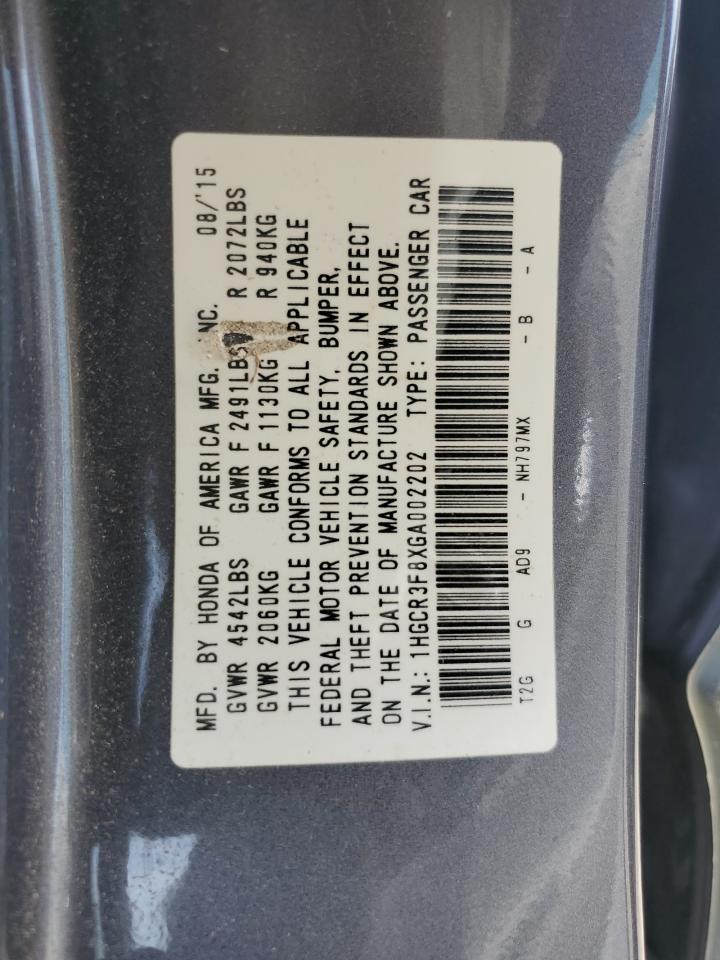 MFD. BY HONDA OF AMERICA MFG. INC. 08/'15
GVWR 4542LBS GAWR F 2491LBS R 2072LBS
GVWR 2060KG GAWR F 1130KG R 940KG
THIS VEHICLE CONFORMS TO ALL APPLICABLE
FEDERAL MOTOR VEHICLE SAFETY, BUMPER,
AND THEFT PREVENTION STANDARDS IN EFFECT
ON THE DATE OF MANUFACTURE SHOWN ABOVE.
V.I.N.: 1HGCR3F8XGA002202 TYPE: PASSENGER CAR
T2G G AD9 - NH797MX - B - A